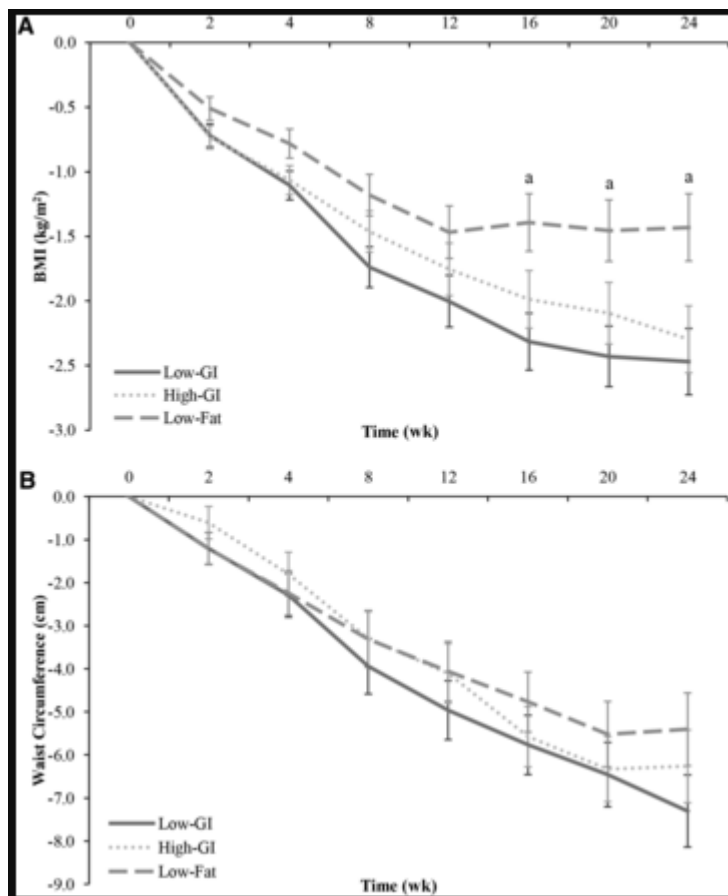 A
0 2 4 8 12 16 20 24
0.0
-0.5
-1.0
a a a
-1.5
-2.0
-2.5
-3.0
BMI (kg/m²)
Low-GI
High-GI
Low-Fat
Time (wk)
B
0 2 4 8 12 16 20 24
0.0
-1.0
-2.0
-3.0
-4.0
-5.0
-6.0
-7.0
-8.0
-9.0
Waist Circumference (cm)
Low-GI
High-GI
Low-Fat
Time (wk)